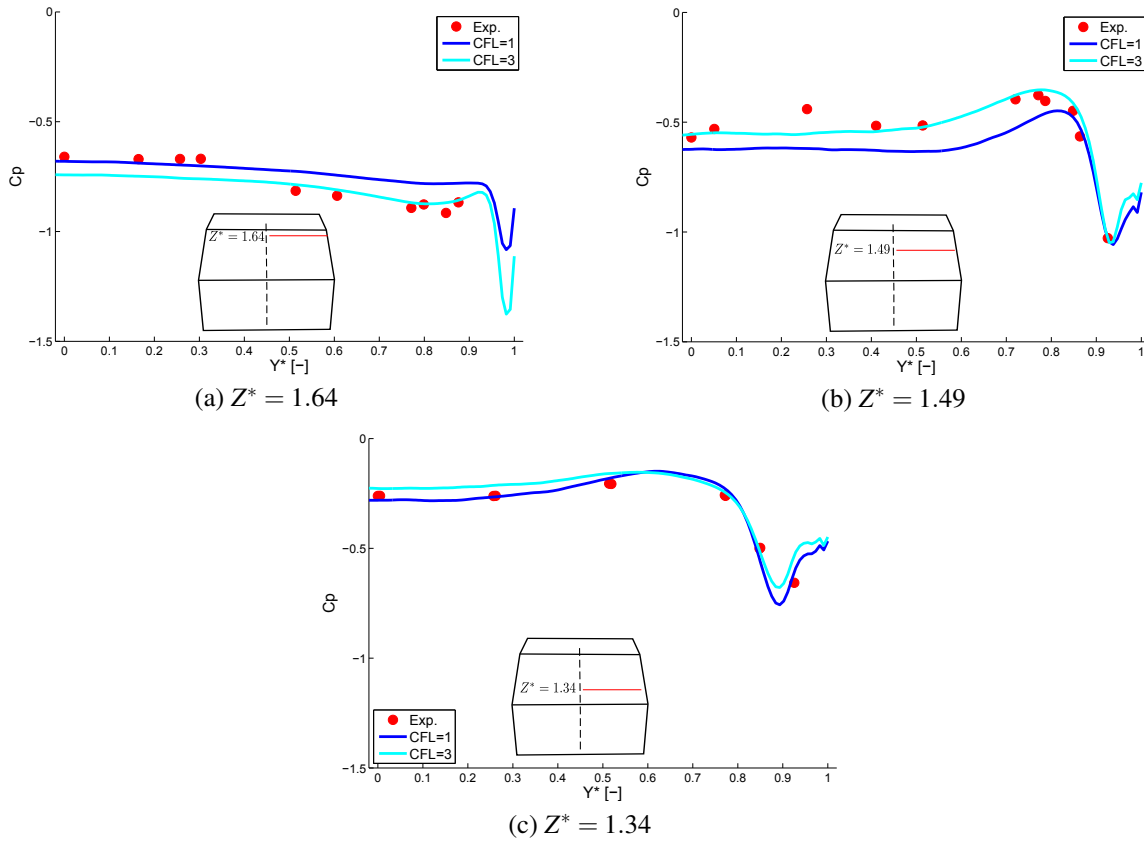 0
Exp.
CFL=1
CFL=3
−0.5
Cp
Z* = 1.64
−1
−1.5
0 0.1 0.2 0.3 0.4 0.5 0.6 0.7 0.8 0.9 1
Y* [−]
(a) Z* = 1.64
0
Exp.
CFL=1
CFL=3
−0.5
Cp
Z* = 1.49
−1
−1.5
0 0.1 0.2 0.3 0.4 0.5 0.6 0.7 0.8 0.9 1
Y* [−]
(b) Z* = 1.49
0
−0.5
Cp
−1
Z* = 1.34
Exp.
CFL=1
CFL=3
−1.5
0 0.1 0.2 0.3 0.4 0.5 0.6 0.7 0.8 0.9 1
Y* [−]
(c) Z* = 1.34